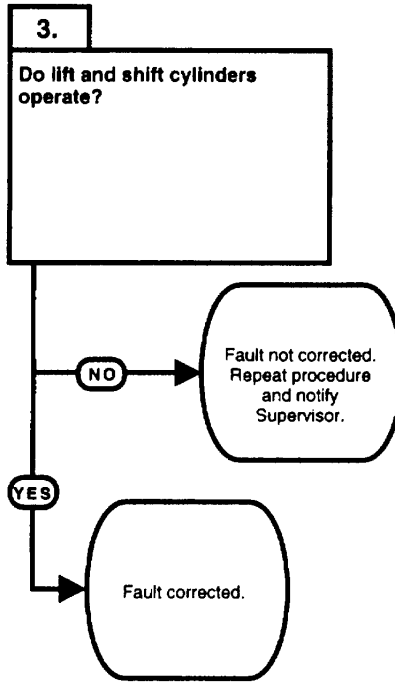 3.
Do lift and shift cylinders
operate?
NO
Fault not corrected.
Repeat procedure
and notify
Supervisor.
YES
Fault corrected.